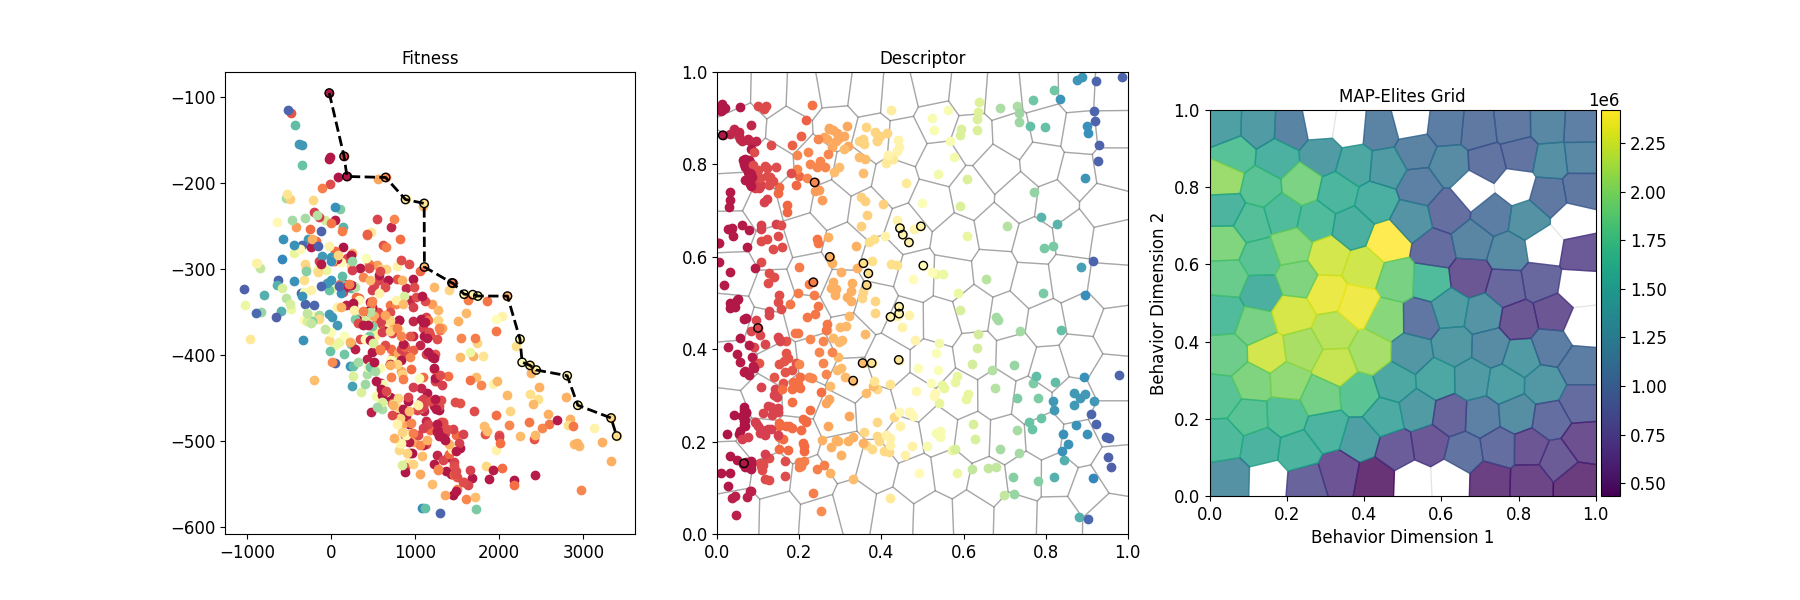 Fitness
−100
−200
−300
−400
−500
−600
−1000 0 1000 2000 3000
Descriptor
1.0
0.8
0.6
0.4
0.2
0.0
0.0 0.2 0.4 0.6 0.8 1.0
MAP-Elites Grid
Behavior Dimension 2
1.0
0.8
0.6
0.4
0.2
0.0
0.0 0.2 0.4 0.6 0.8 1.0
Behavior Dimension 1
1e6
2.25
2.00
1.75
1.50
1.25
1.00
0.75
0.50